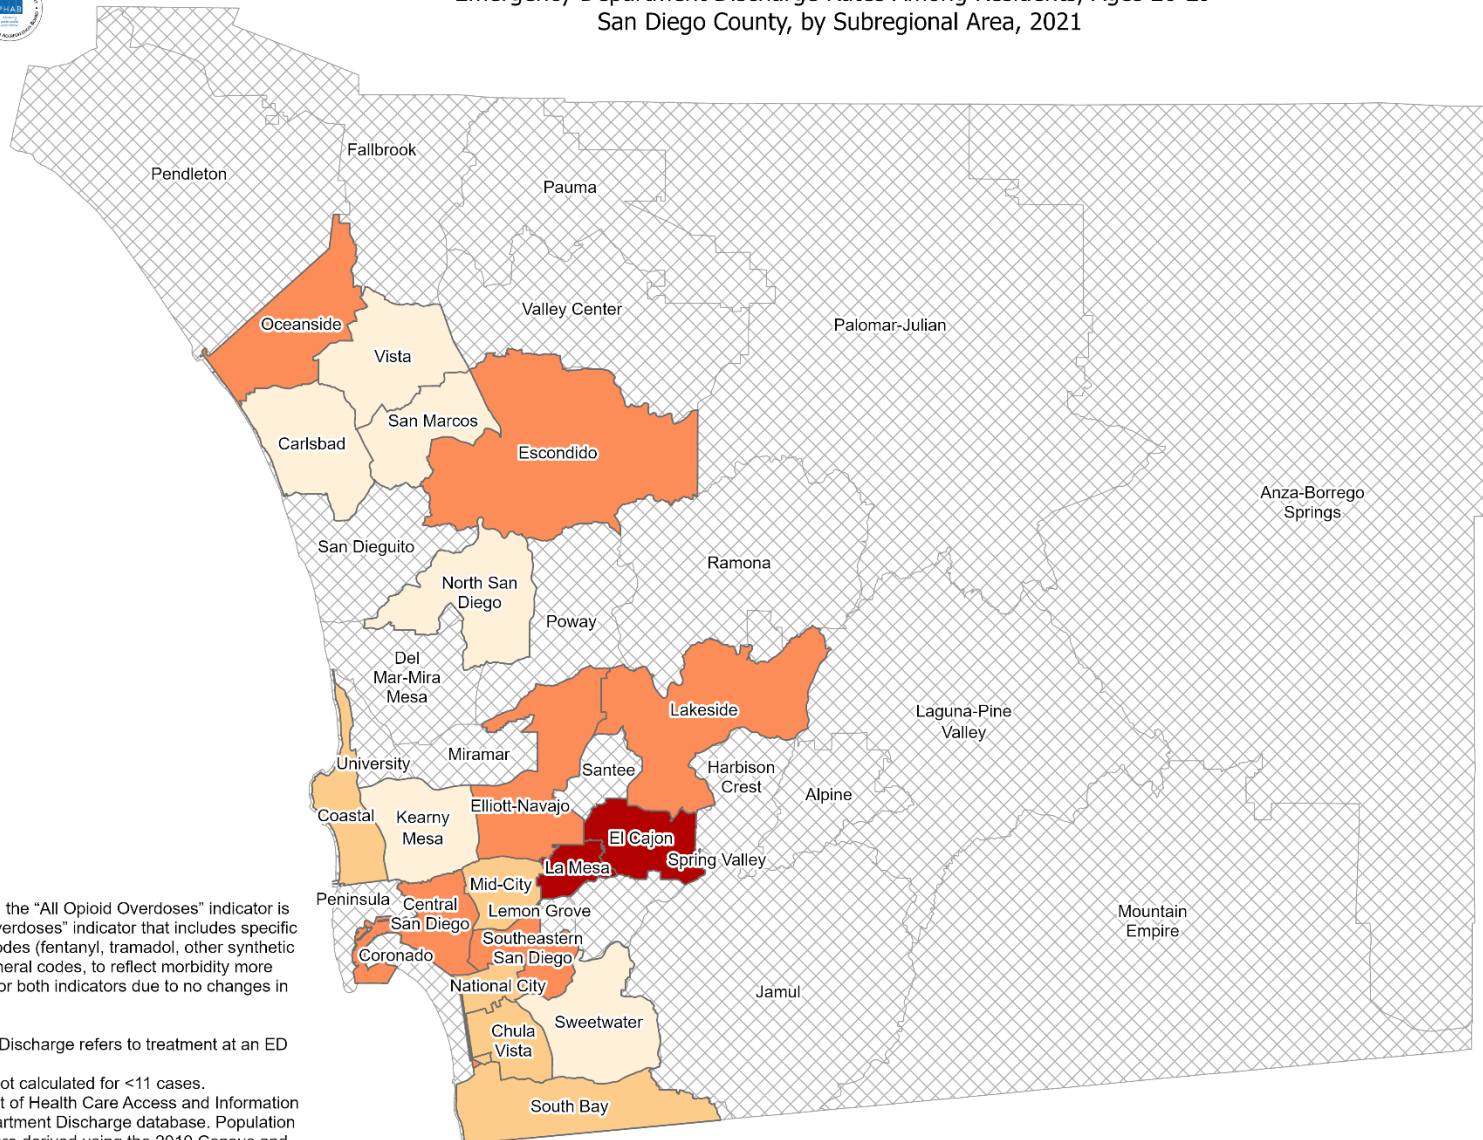 PHAB
San Diego County, by Subregional Area, 2021
Fallbrook
Pendleton
Pauma
Valley Center
Oceanside
Palomar-Julian
Vista
San Marcos
Carlsbad
Escondido
Anza-Borrego
Springs
San Dieguito
Ramona
North San
Diego
Poway
Del
Mar-Mira
Mesa
Lakeside
Laguna-Pine
Valley
Miramar
University
Santee
Harbison
Crest
Alpine
Coastal
Kearny
Mesa
Elliott-Navajo
El Cajon
Spring Valley
La Mesa
Mid-City
Peninsula
Central
San Diego
Lemon Grove
Mountain
Empire
Southeastern
San Diego
Coronado
National City
Jamul
Sweetwater
Chula
Vista
South Bay
the “All Opioid Overdoses” indicator is
verdoses” indicator that includes specific
odes (fentanyl, tramadol, other synthetic
neral codes, to reflect morbidity more
or both indicators due to no changes in
Discharge refers to treatment at an ED
ot calculated for <11 cases.
t of Health Care Access and Information
artment Discharge database. Population